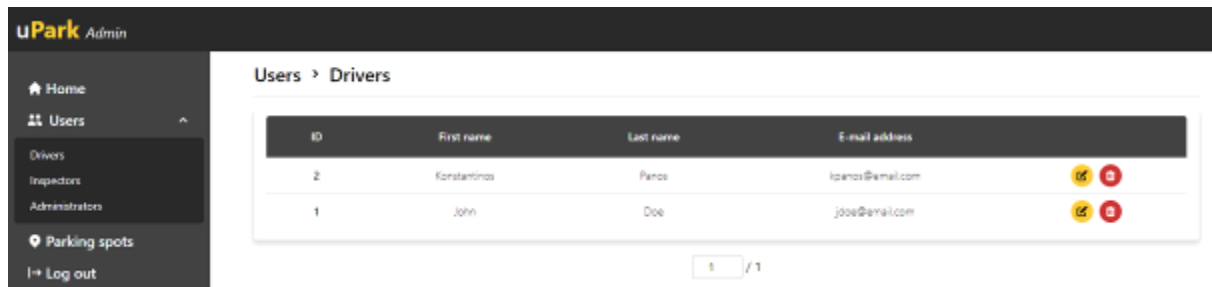 uPark Admin
Home
Users
Drivers
Inspectors
Administrators
Parking spots
Log out
Users > Drivers
ID First name Last name E-mail address
2 Konstantinos Panos kpanos@email.com
1 John Doe jdoe@email.com
1 / 1